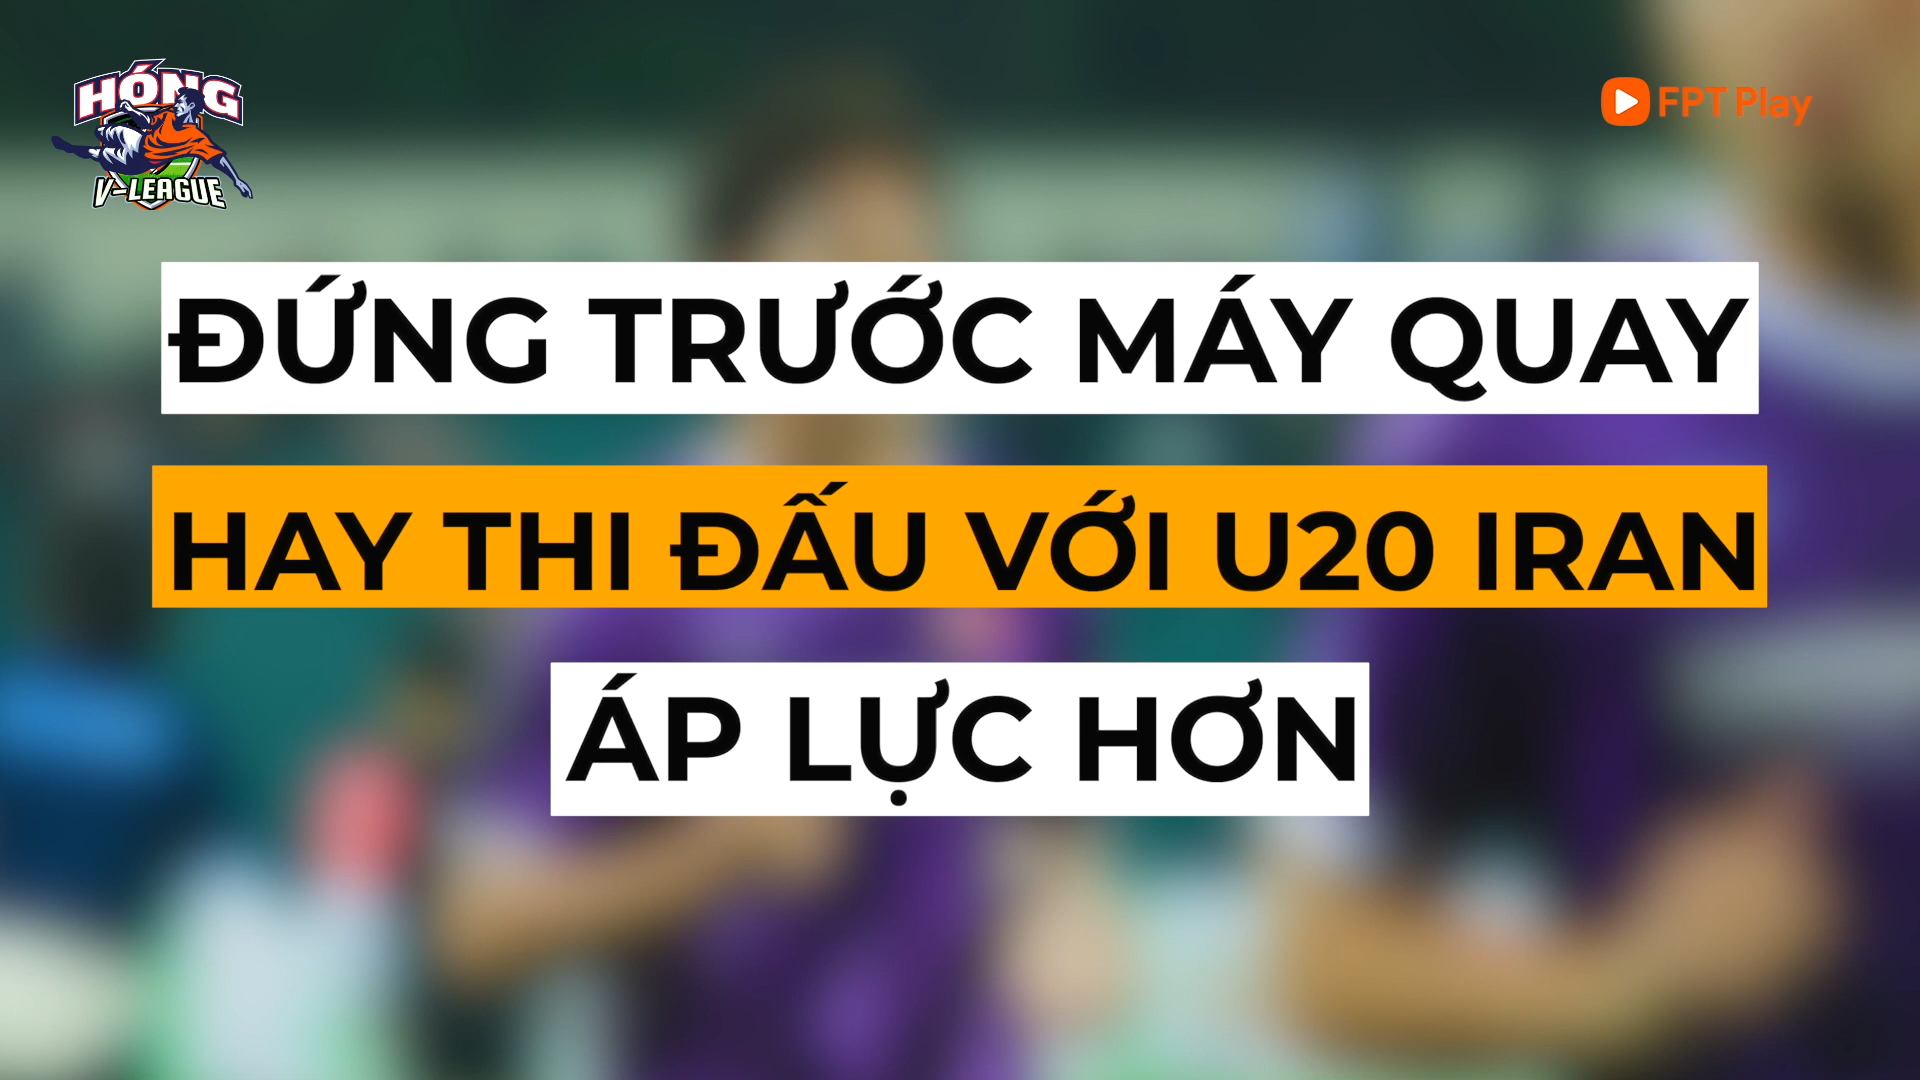 HÓNG
V-LEAGUE
FPT Play
ĐỨNG TRƯỚC MÁY QUAY
HAY THI ĐẤU VỚI U20 IRAN
ÁP LỰC HƠN